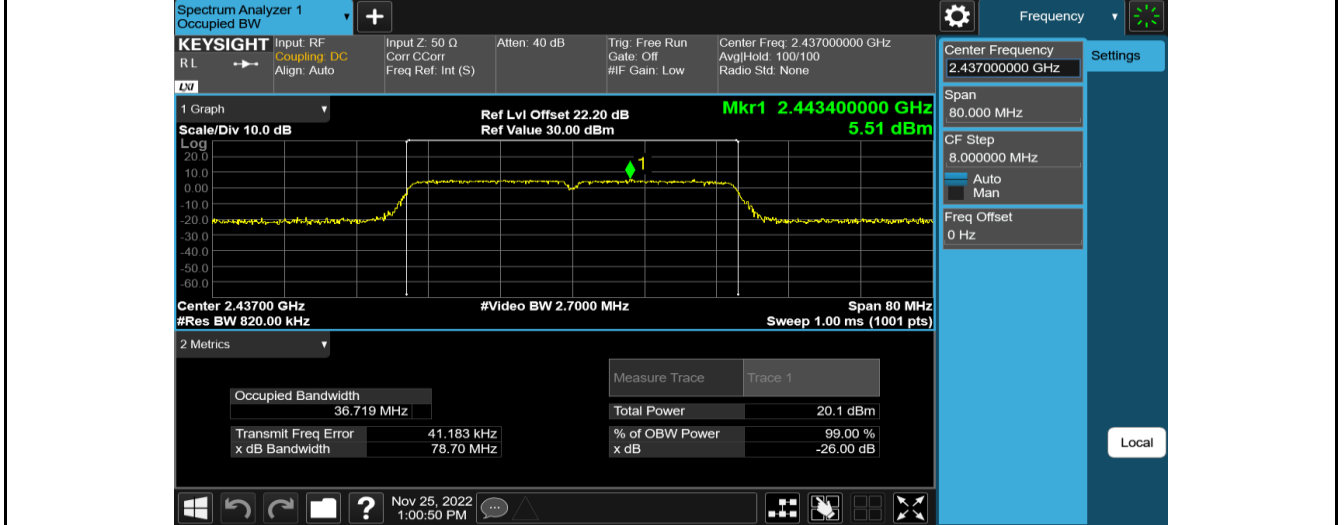 Spectrum Analyzer 1
Occupied BW
+
Frequency
KEYSIGHT
R L
LXI
Input: RF
Coupling: DC
Align: Auto
Input Z: 50 Ω
Corr CCorr
Freq Ref: Int (S)
Atten: 40 dB
Trig: Free Run
Gate: Off
#IF Gain: Low
Center Freq: 2.437000000 GHz
Avg|Hold: 100/100
Radio Std: None
Center Frequency
2.437000000 GHz
Settings
Span
80.000 MHz
CF Step
8.000000 MHz
Auto
Man
Freq Offset
0 Hz
1 Graph
Scale/Div 10.0 dB
Ref Lvl Offset 22.20 dB
Ref Value 30.00 dBm
Mkr1 2.443400000 GHz
5.51 dBm
Log
20.0
10.0
0.00
-10.0
-20.0
-30.0
-40.0
-50.0
-60.0
1
Center 2.43700 GHz
#Res BW 820.00 kHz
#Video BW 2.7000 MHz
Span 80 MHz
Sweep 1.00 ms (1001 pts)
2 Metrics
Measure Trace Trace 1
Occupied Bandwidth
36.719 MHz
Total Power 20.1 dBm
Transmit Freq Error 41.183 kHz
% of OBW Power 99.00 %
x dB Bandwidth 78.70 MHz
x dB -26.00 dB
Local
?
Nov 25, 2022
1:00:50 PM